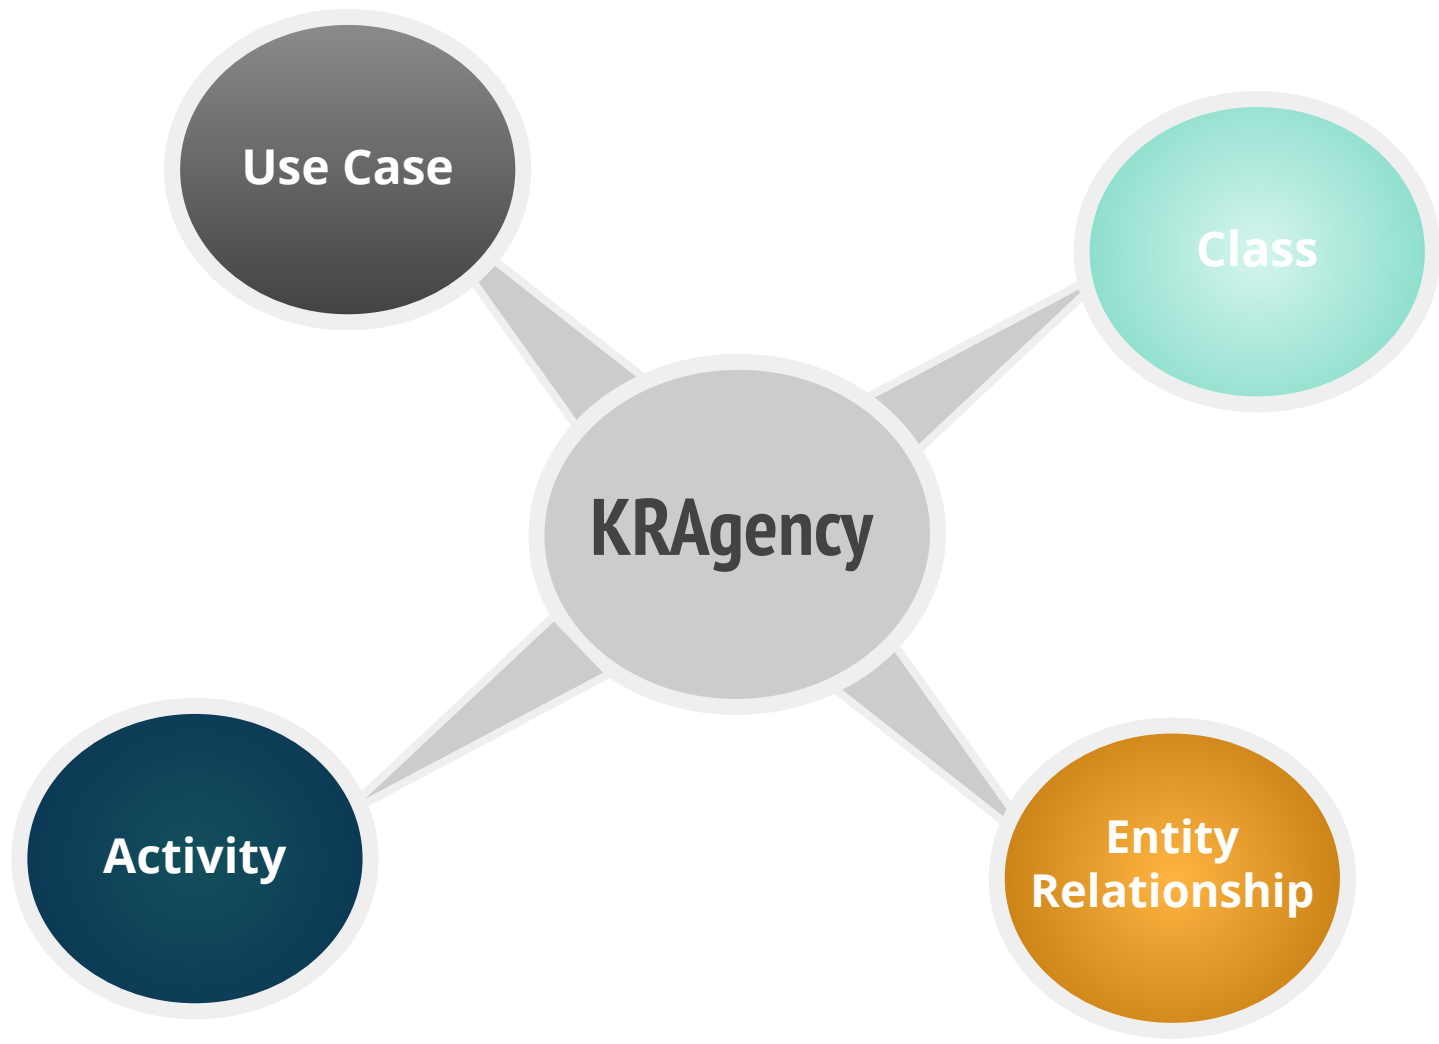 Use Case
Class
KRAgency
Activity
Entity
Relationship